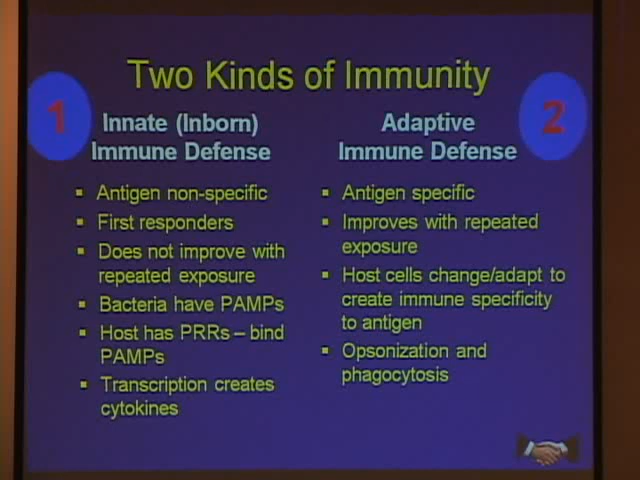 Two Kinds of Immunity
1
Innate (Inborn)
Immune Defense
▪ Antigen non-specific
▪ First responders
▪ Does not improve with
repeated exposure
▪ Bacteria have PAMPs
▪ Host has PRRs – bind
PAMPs
▪ Transcription creates
cytokines
2
Adaptive
Immune Defense
▪ Antigen specific
▪ Improves with repeated
exposure
▪ Host cells change/adapt to
create immune specificity
to antigen
▪ Opsonization and
phagocytosis